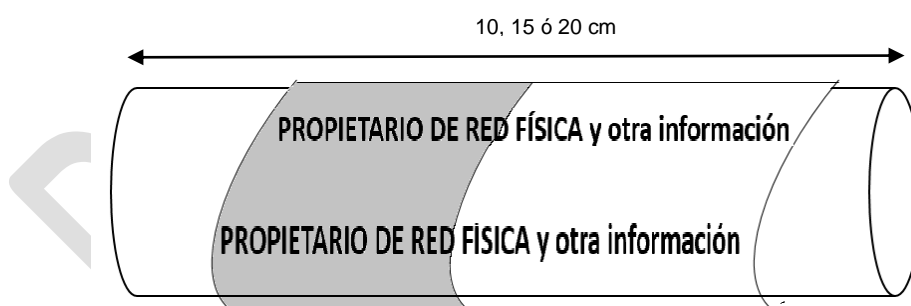 10, 15 ó 20 cm
PROPIETARIO DE RED FÍSICA y otra información
PROPIETARIO DE RED FÍSICA y otra información